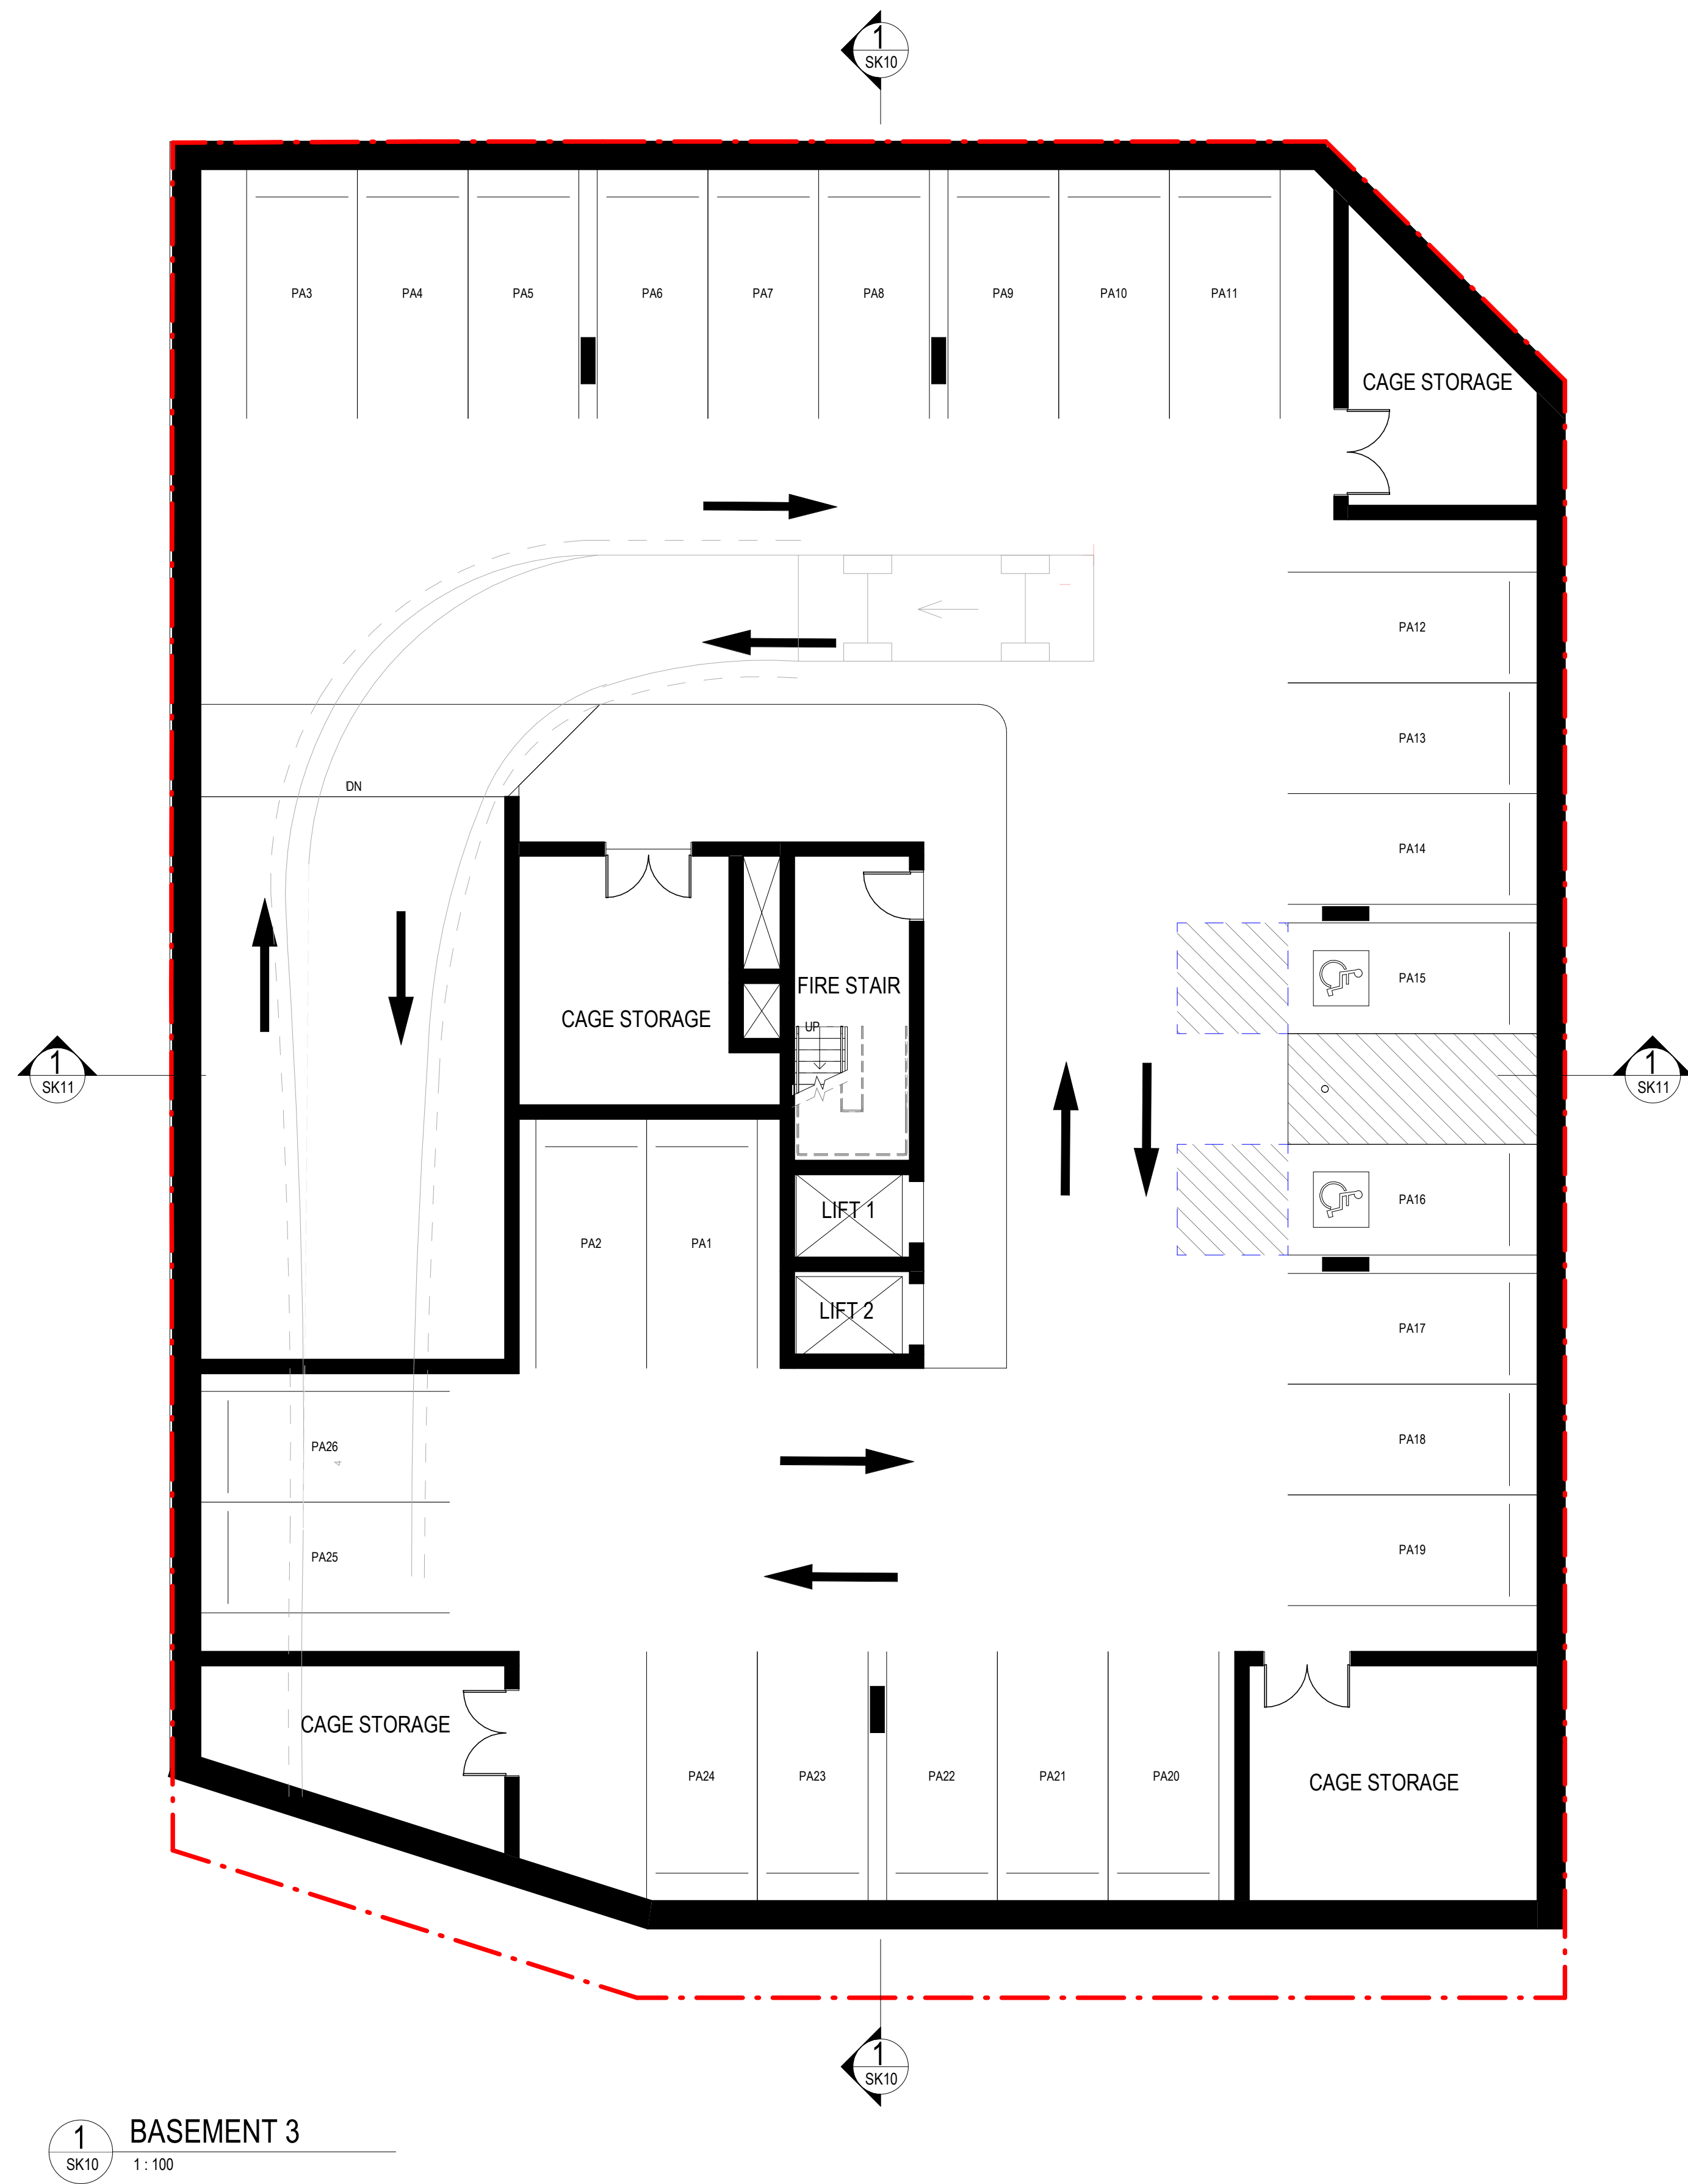 1
SK10
PA3
PA4
PA5
PA6
PA7
PA8
PA9
PA10
PA11
CAGE STORAGE
PA12
PA13
DN
PA14
PA15
FIRE STAIR
CAGE STORAGE
UP
1
SK11
1
SK11
PA16
LIFT 1
PA2
PA1
LIFT 2
PA17
PA18
PA26
PA25
PA19
CAGE STORAGE
PA24
PA23
PA22
PA21
PA20
CAGE STORAGE
1
SK10
1
SK10
BASEMENT 3
1 : 100